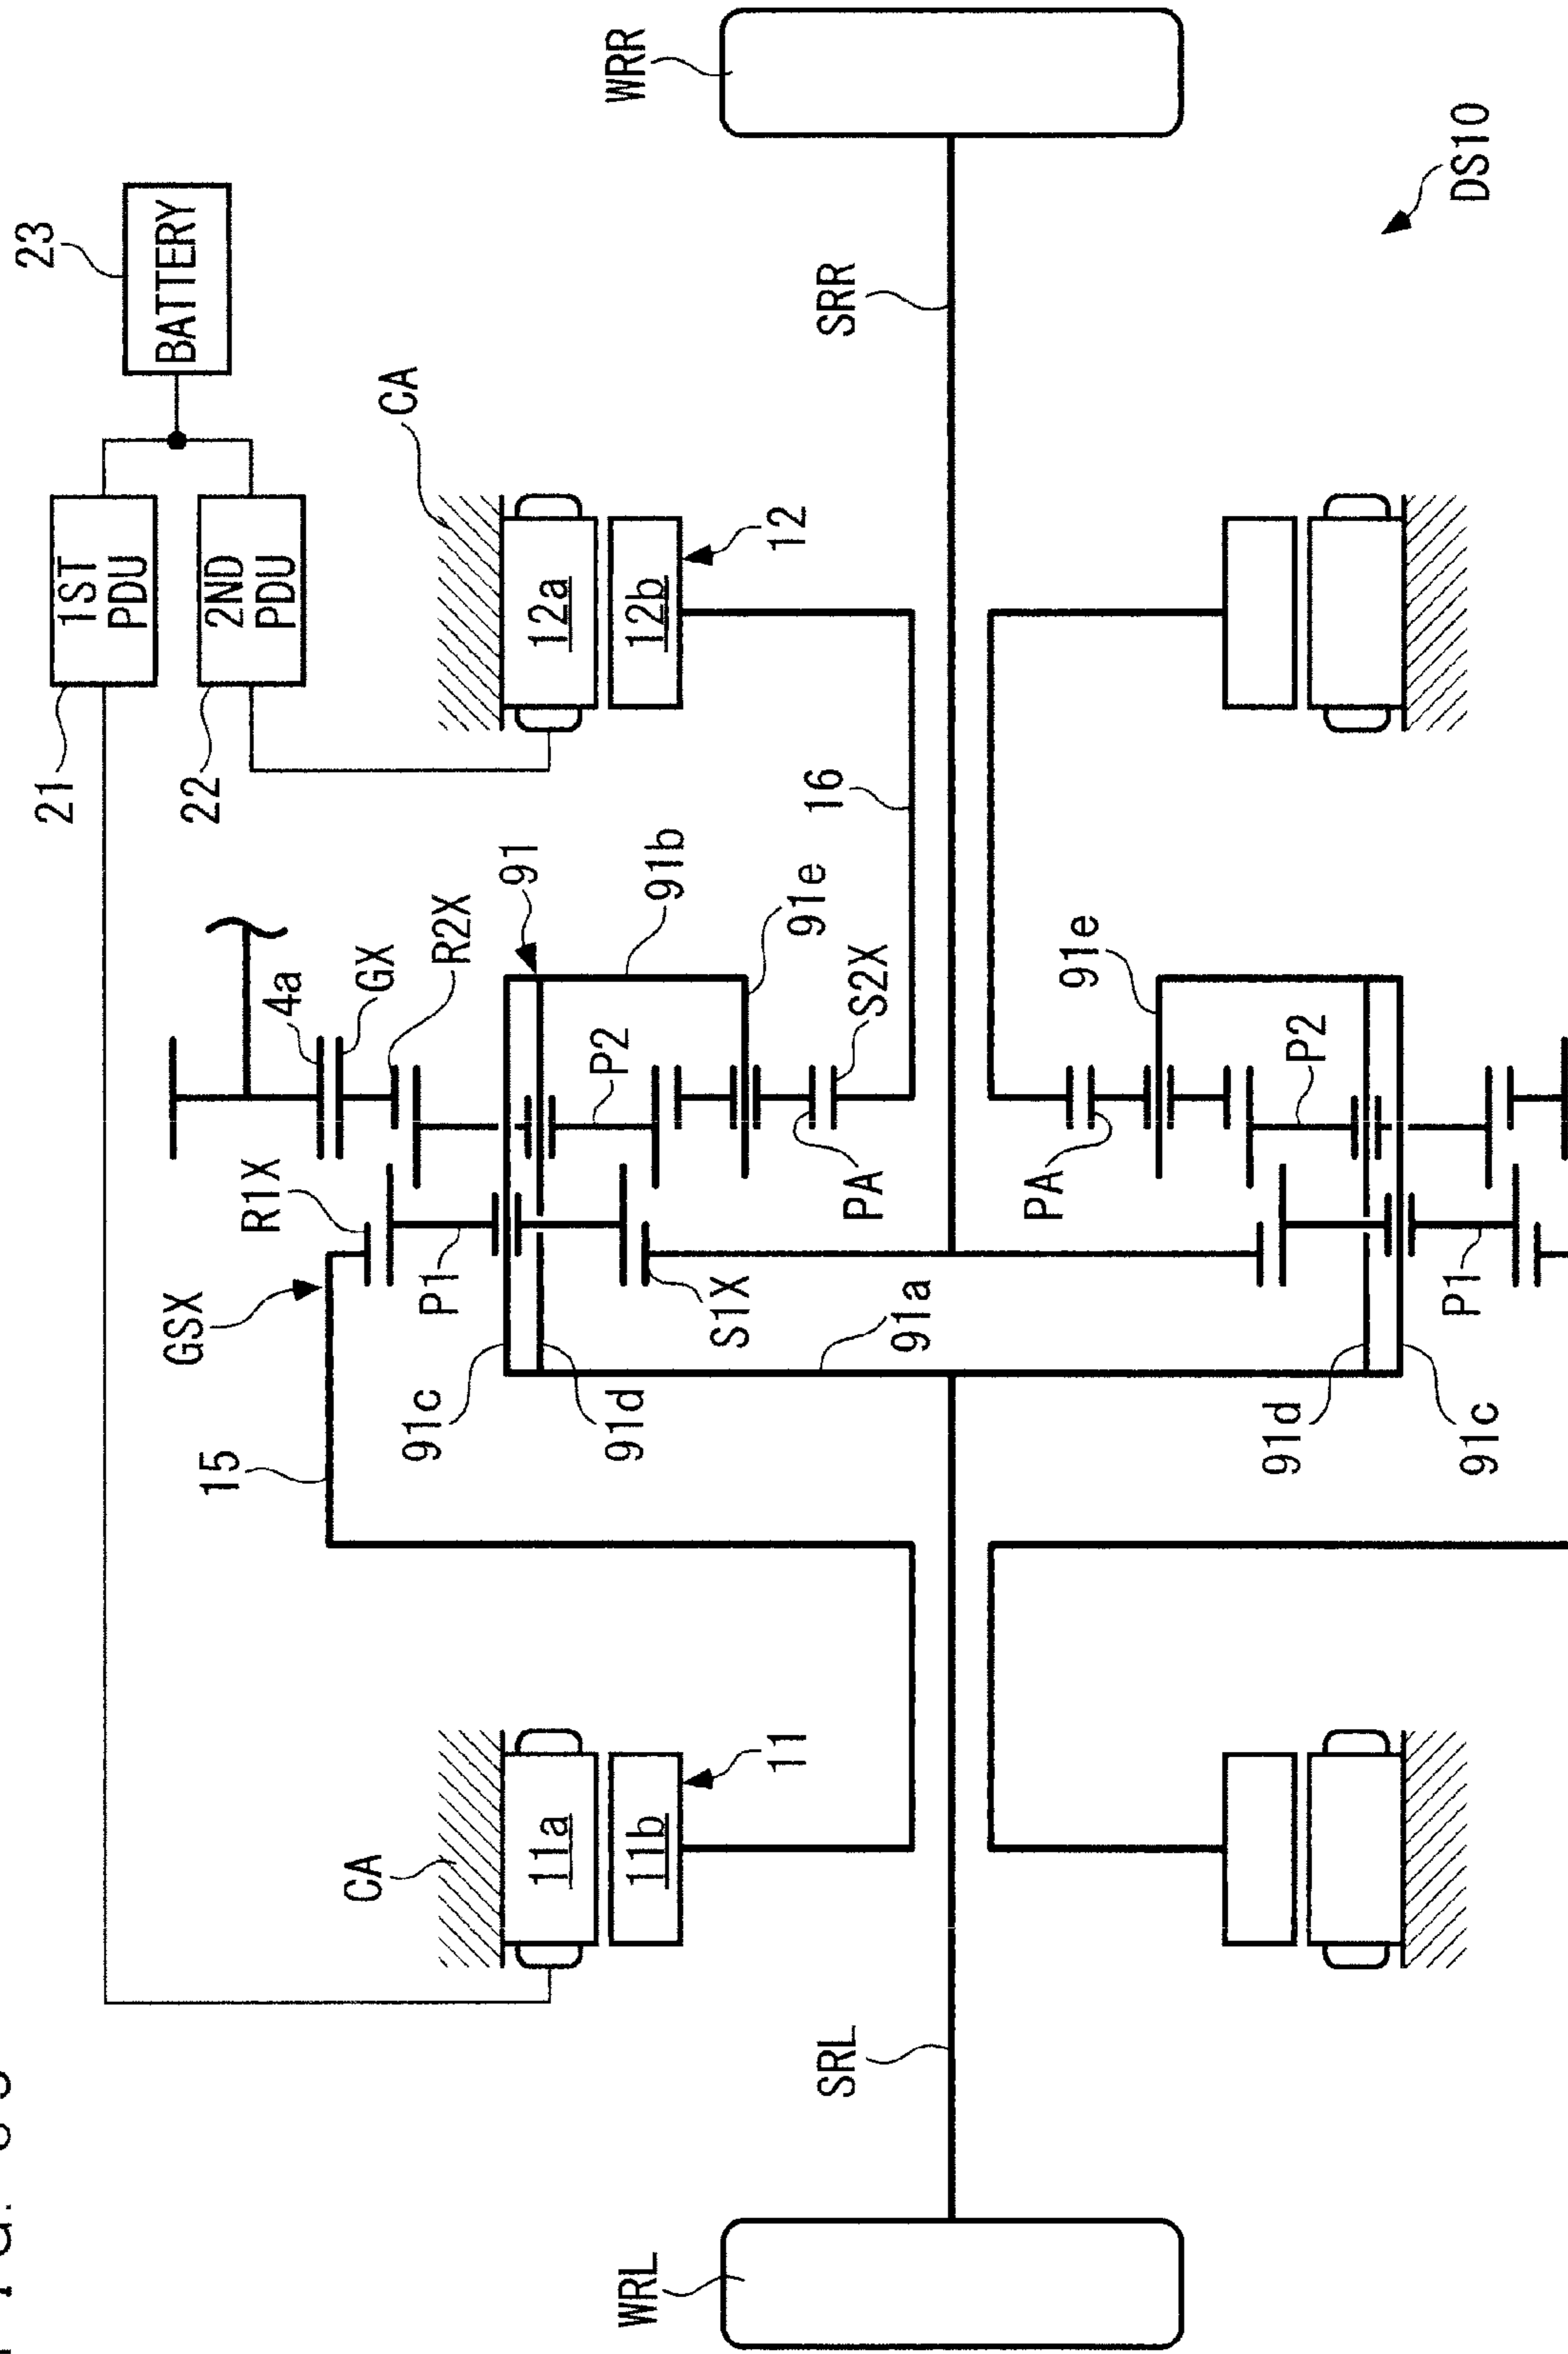 23
BATTERY
21
1ST
PDU
22
2ND
PDU
WRR
CA
12a
12b
12
SRR
DS10
16
91
91b
91e
S2X
R2X
GX
4a
P2
PA
R1X
GSX
P1
S1X
91a
91c
91d
15
91e
P2
PA
P1
91d
91c
CA
11a
11b
11
SRL
WRL